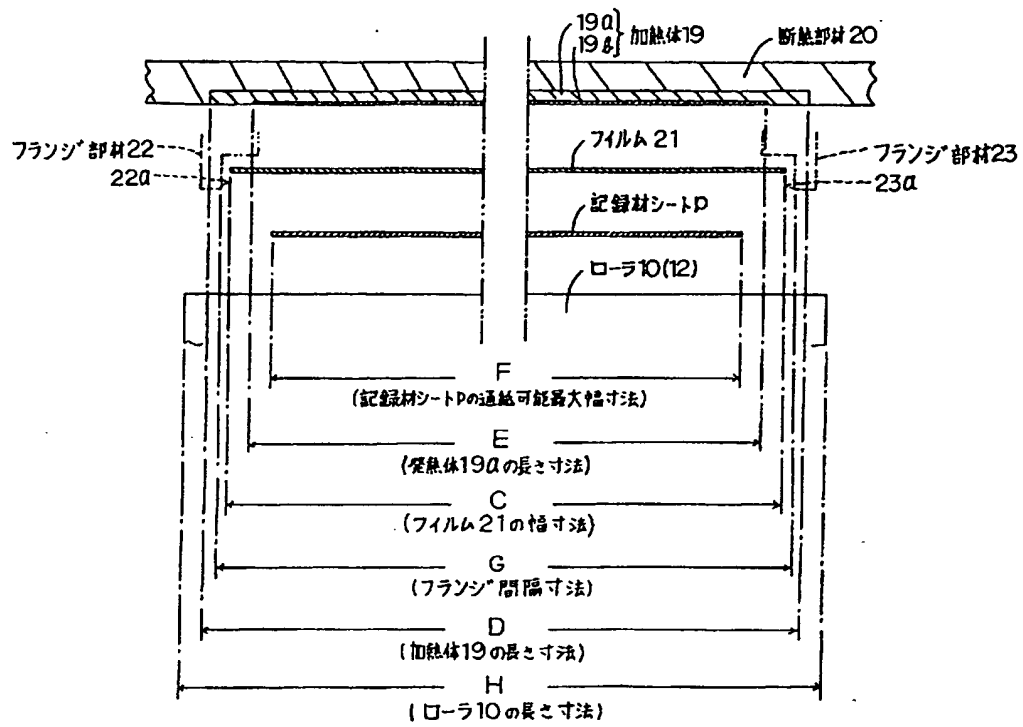 19a
19b } 加熱体19
断熱部材20
フランジ部材22
22a
フィルム21
フランジ部材23
23a
記録材シートP
ローラ10(12)
F
(記録材シートPの通紙可能最大幅寸法)
E
(発熱体19aの長さ寸法)
C
(フィルム21の幅寸法)
G
(フランジ間隔寸法)
D
(加熱体19の長さ寸法)
H
(ローラ10の長さ寸法)